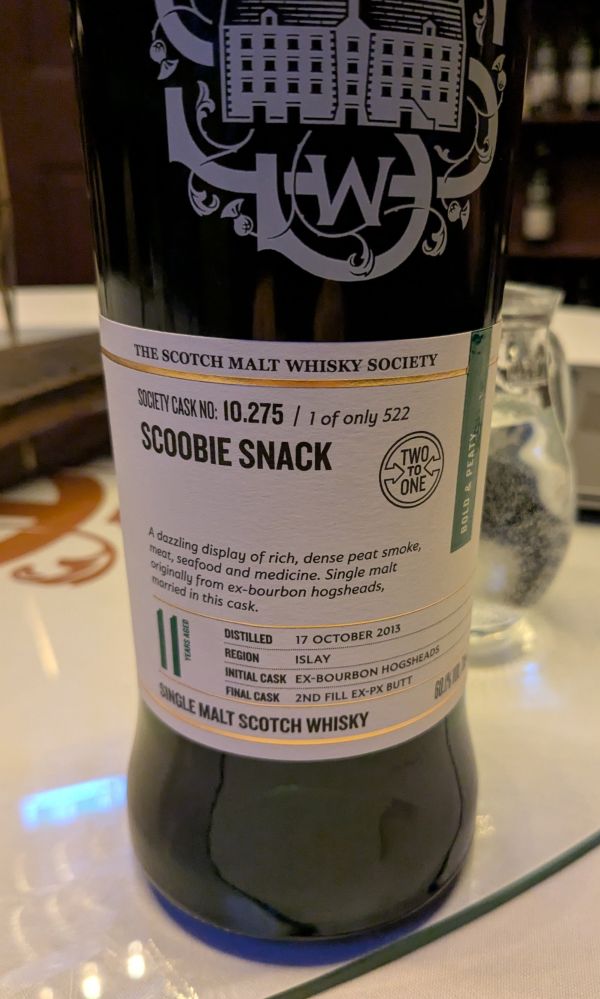 THE SCOTCH MALT WHISKY SOCIETY
SOCIETY CASK NO: 10.275 / 1 of only 522
SCOOBIE SNACK
TWO
TO
ONE
BOLD & PEATY
A dazzling display of rich, dense peat smoke,
meat, seafood and medicine. Single malt
originally from ex-bourbon hogsheads,
married in this cask.
11 YEARS AGED
DISTILLED 17 OCTOBER 2013
REGION ISLAY
INITIAL CASK EX-BOURBON HOGSHEADS
FINAL CASK 2ND FILL EX-PX BUTT
60.1% VOL
SINGLE MALT SCOTCH WHISKY